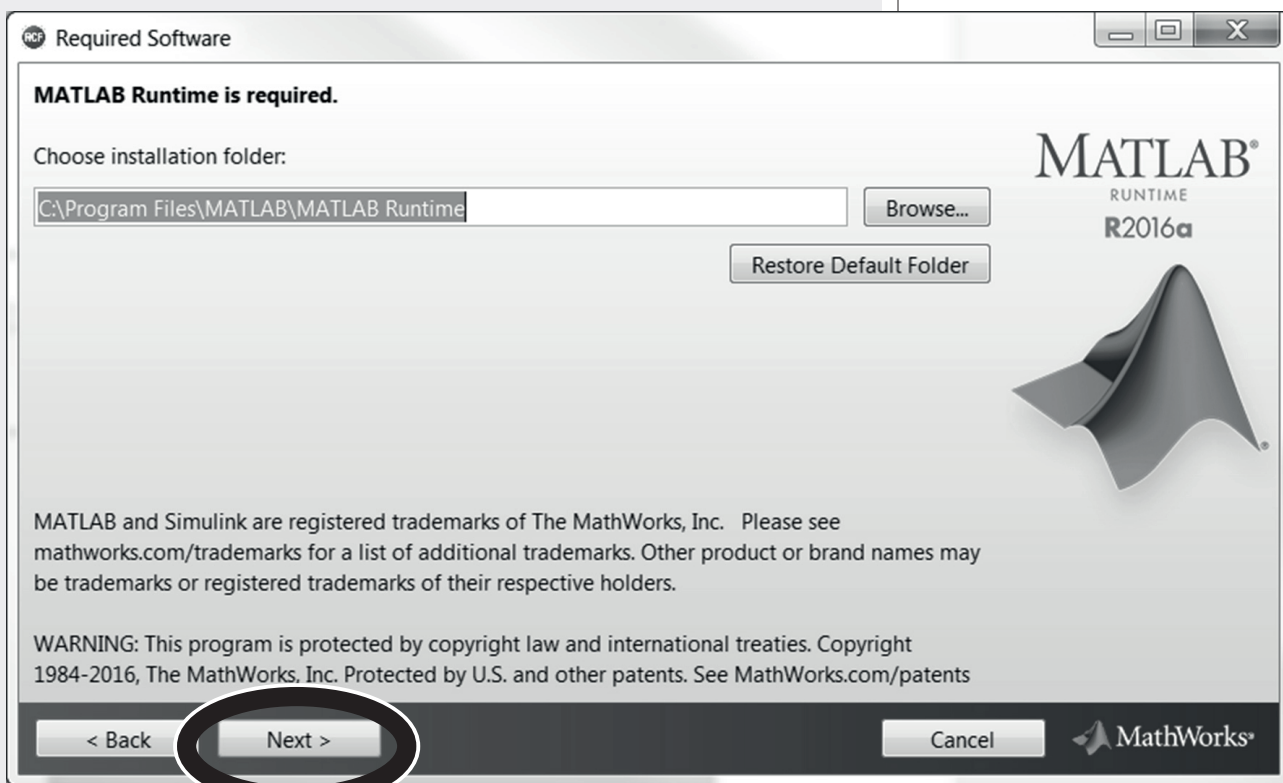 RCF Required Software
MATLAB Runtime is required.
Choose installation folder:
C:\Program Files\MATLAB\MATLAB Runtime
Browse...
Restore Default Folder
MATLAB®
RUNTIME
R2016a
®
MATLAB and Simulink are registered trademarks of The MathWorks, Inc.   Please see
mathworks.com/trademarks for a list of additional trademarks. Other product or brand names may
be trademarks or registered trademarks of their respective holders.
WARNING: This program is protected by copyright law and international treaties. Copyright
1984-2016, The MathWorks, Inc. Protected by U.S. and other patents. See MathWorks.com/patents
< Back
Next >
Cancel
MathWorks®